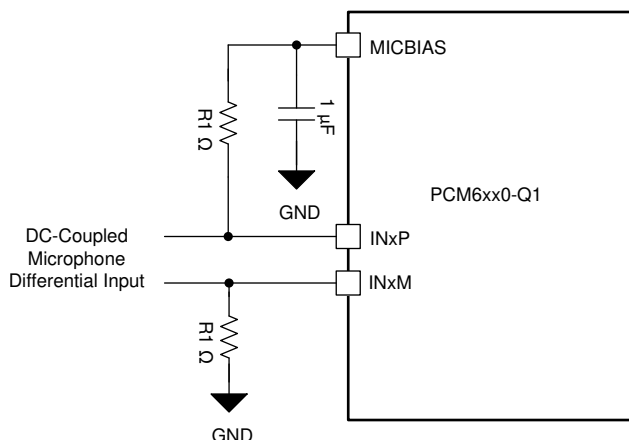 MICBIAS
R1 Ω
1 µF
GND
PCM6xx0-Q1
DC-Coupled
Microphone
Differential Input
INxP
INxM
R1 Ω
GND